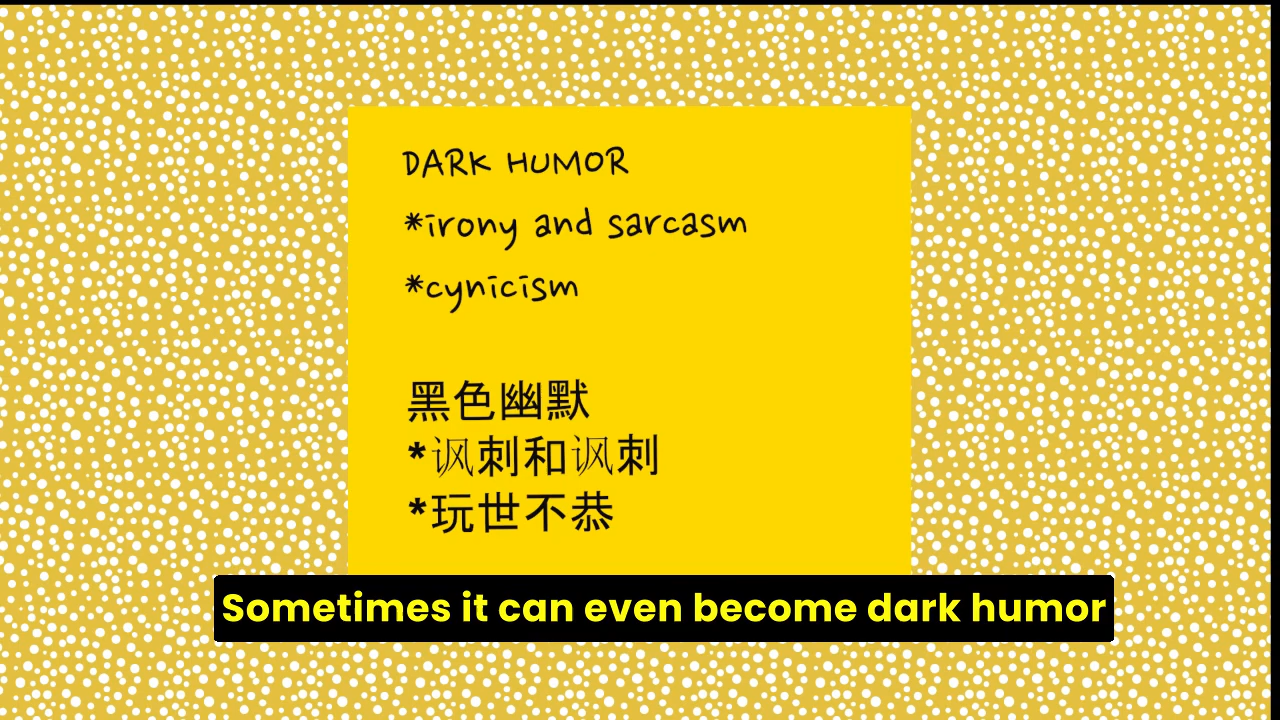 DARK HUMOR
*irony and sarcasm
*cynicism
黑色幽默
*讽刺和讽刺
*玩世不恭
Sometimes it can even become dark humor